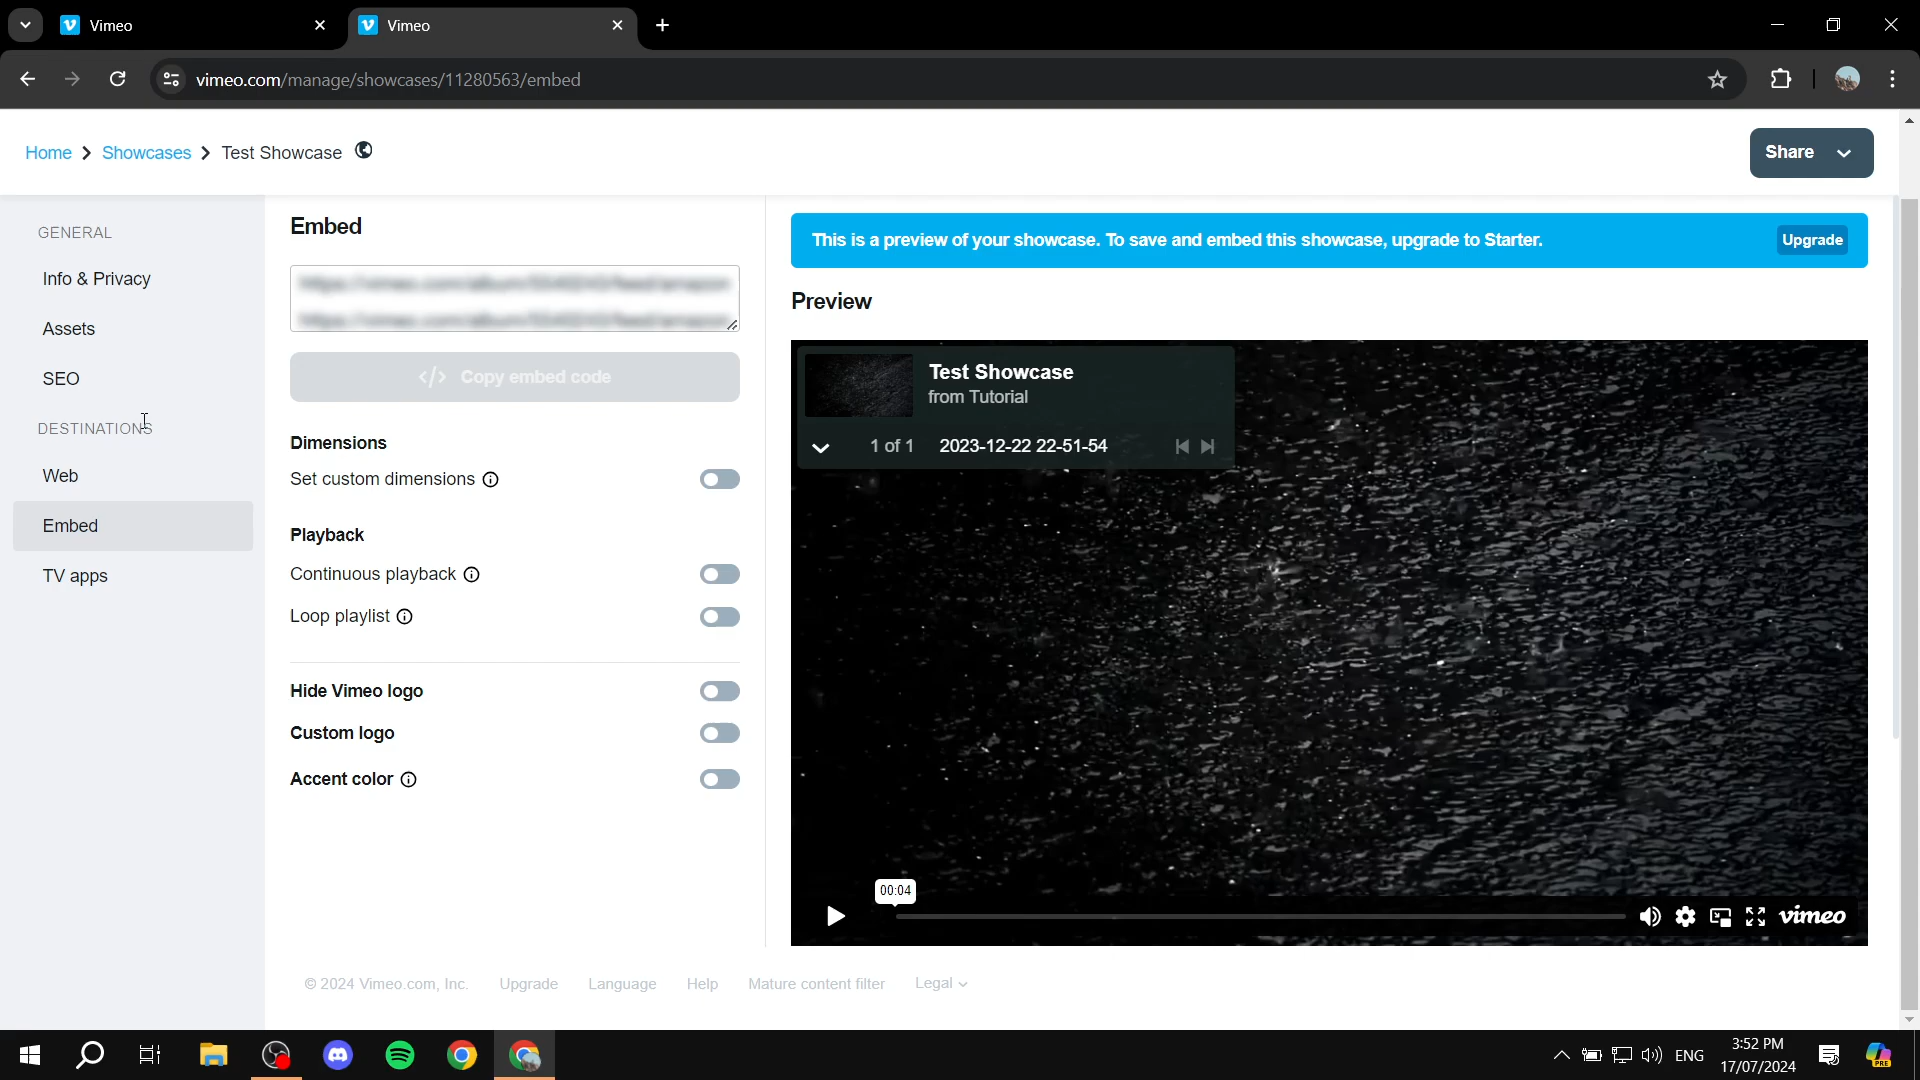 Vimeo
Vimeo
vimeo.com/manage/showcases/11280563/embed
Home
Showcases
Test Showcase
Share
GENERAL
Info & Privacy
Assets
SEO
DESTINATIONS
Web
Embed
TV apps
Embed
</> Copy embed code
Dimensions
Set custom dimensions
Playback
Continuous playback
Loop playlist
Hide Vimeo logo
Custom logo
Accent color
This is a preview of your showcase. To save and embed this showcase, upgrade to Starter.
Upgrade
Preview
Test Showcase
from Tutorial
1 of 1 2023-12-22 22-51-54
00:04
vimeo
© 2024 Vimeo.com, Inc. Upgrade Language Help Mature content filter Legal
ENG
3:52 PM
17/07/2024
PRE